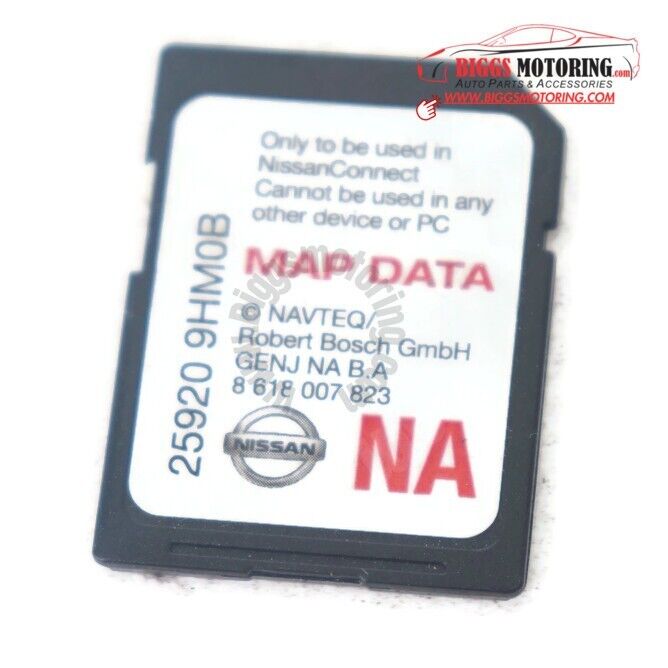 BIGGS MOTORING.com
AUTO PARTS & ACCESSORIES
WWW.BIGGSMOTORING.COM
Only to be used in
NissanConnect
Cannot be used in any
other device or PC
MAP DATA
© NAVTEQ/
Robert Bosch GmbH
GENJ NA B.A
8 618 007 823
25920 9HM0B
NISSAN
NA